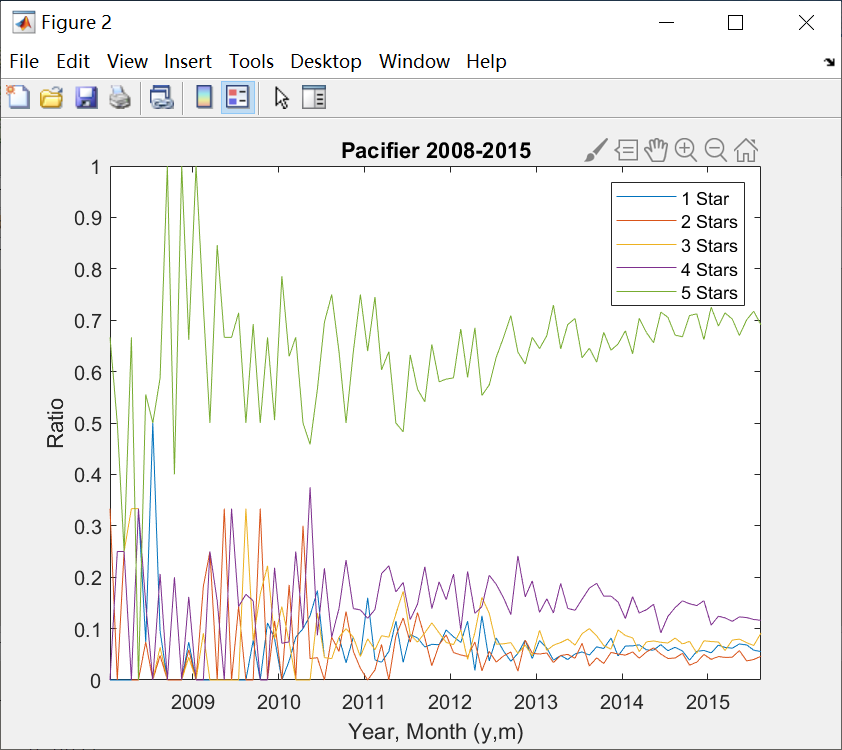 Figure 2
File Edit View Insert Tools Desktop Window Help
Pacifier 2008-2015
1 Star
2 Stars
3 Stars
4 Stars
5 Stars
1
0.9
0.8
0.7
0.6
0.5
0.4
0.3
0.2
0.1
0
Ratio
2009 2010 2011 2012 2013 2014 2015
Year, Month (y,m)